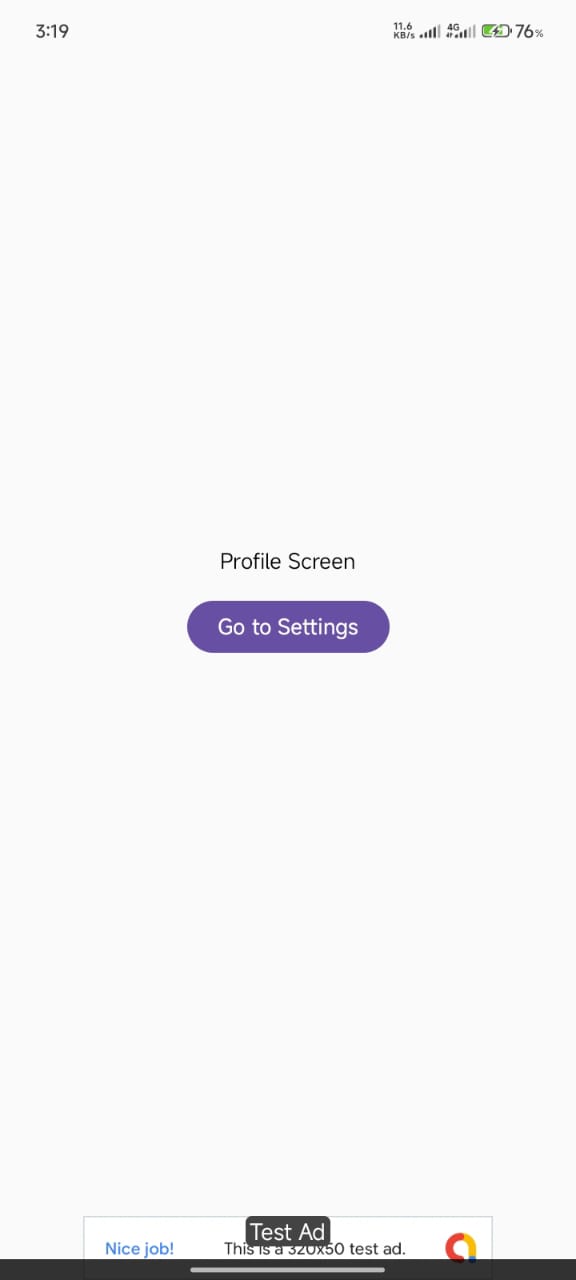 3:19
11.6
KB/s
4G
76%
Profile Screen
Go to Settings
Test Ad
Nice job!
This is a 320x50 test ad.